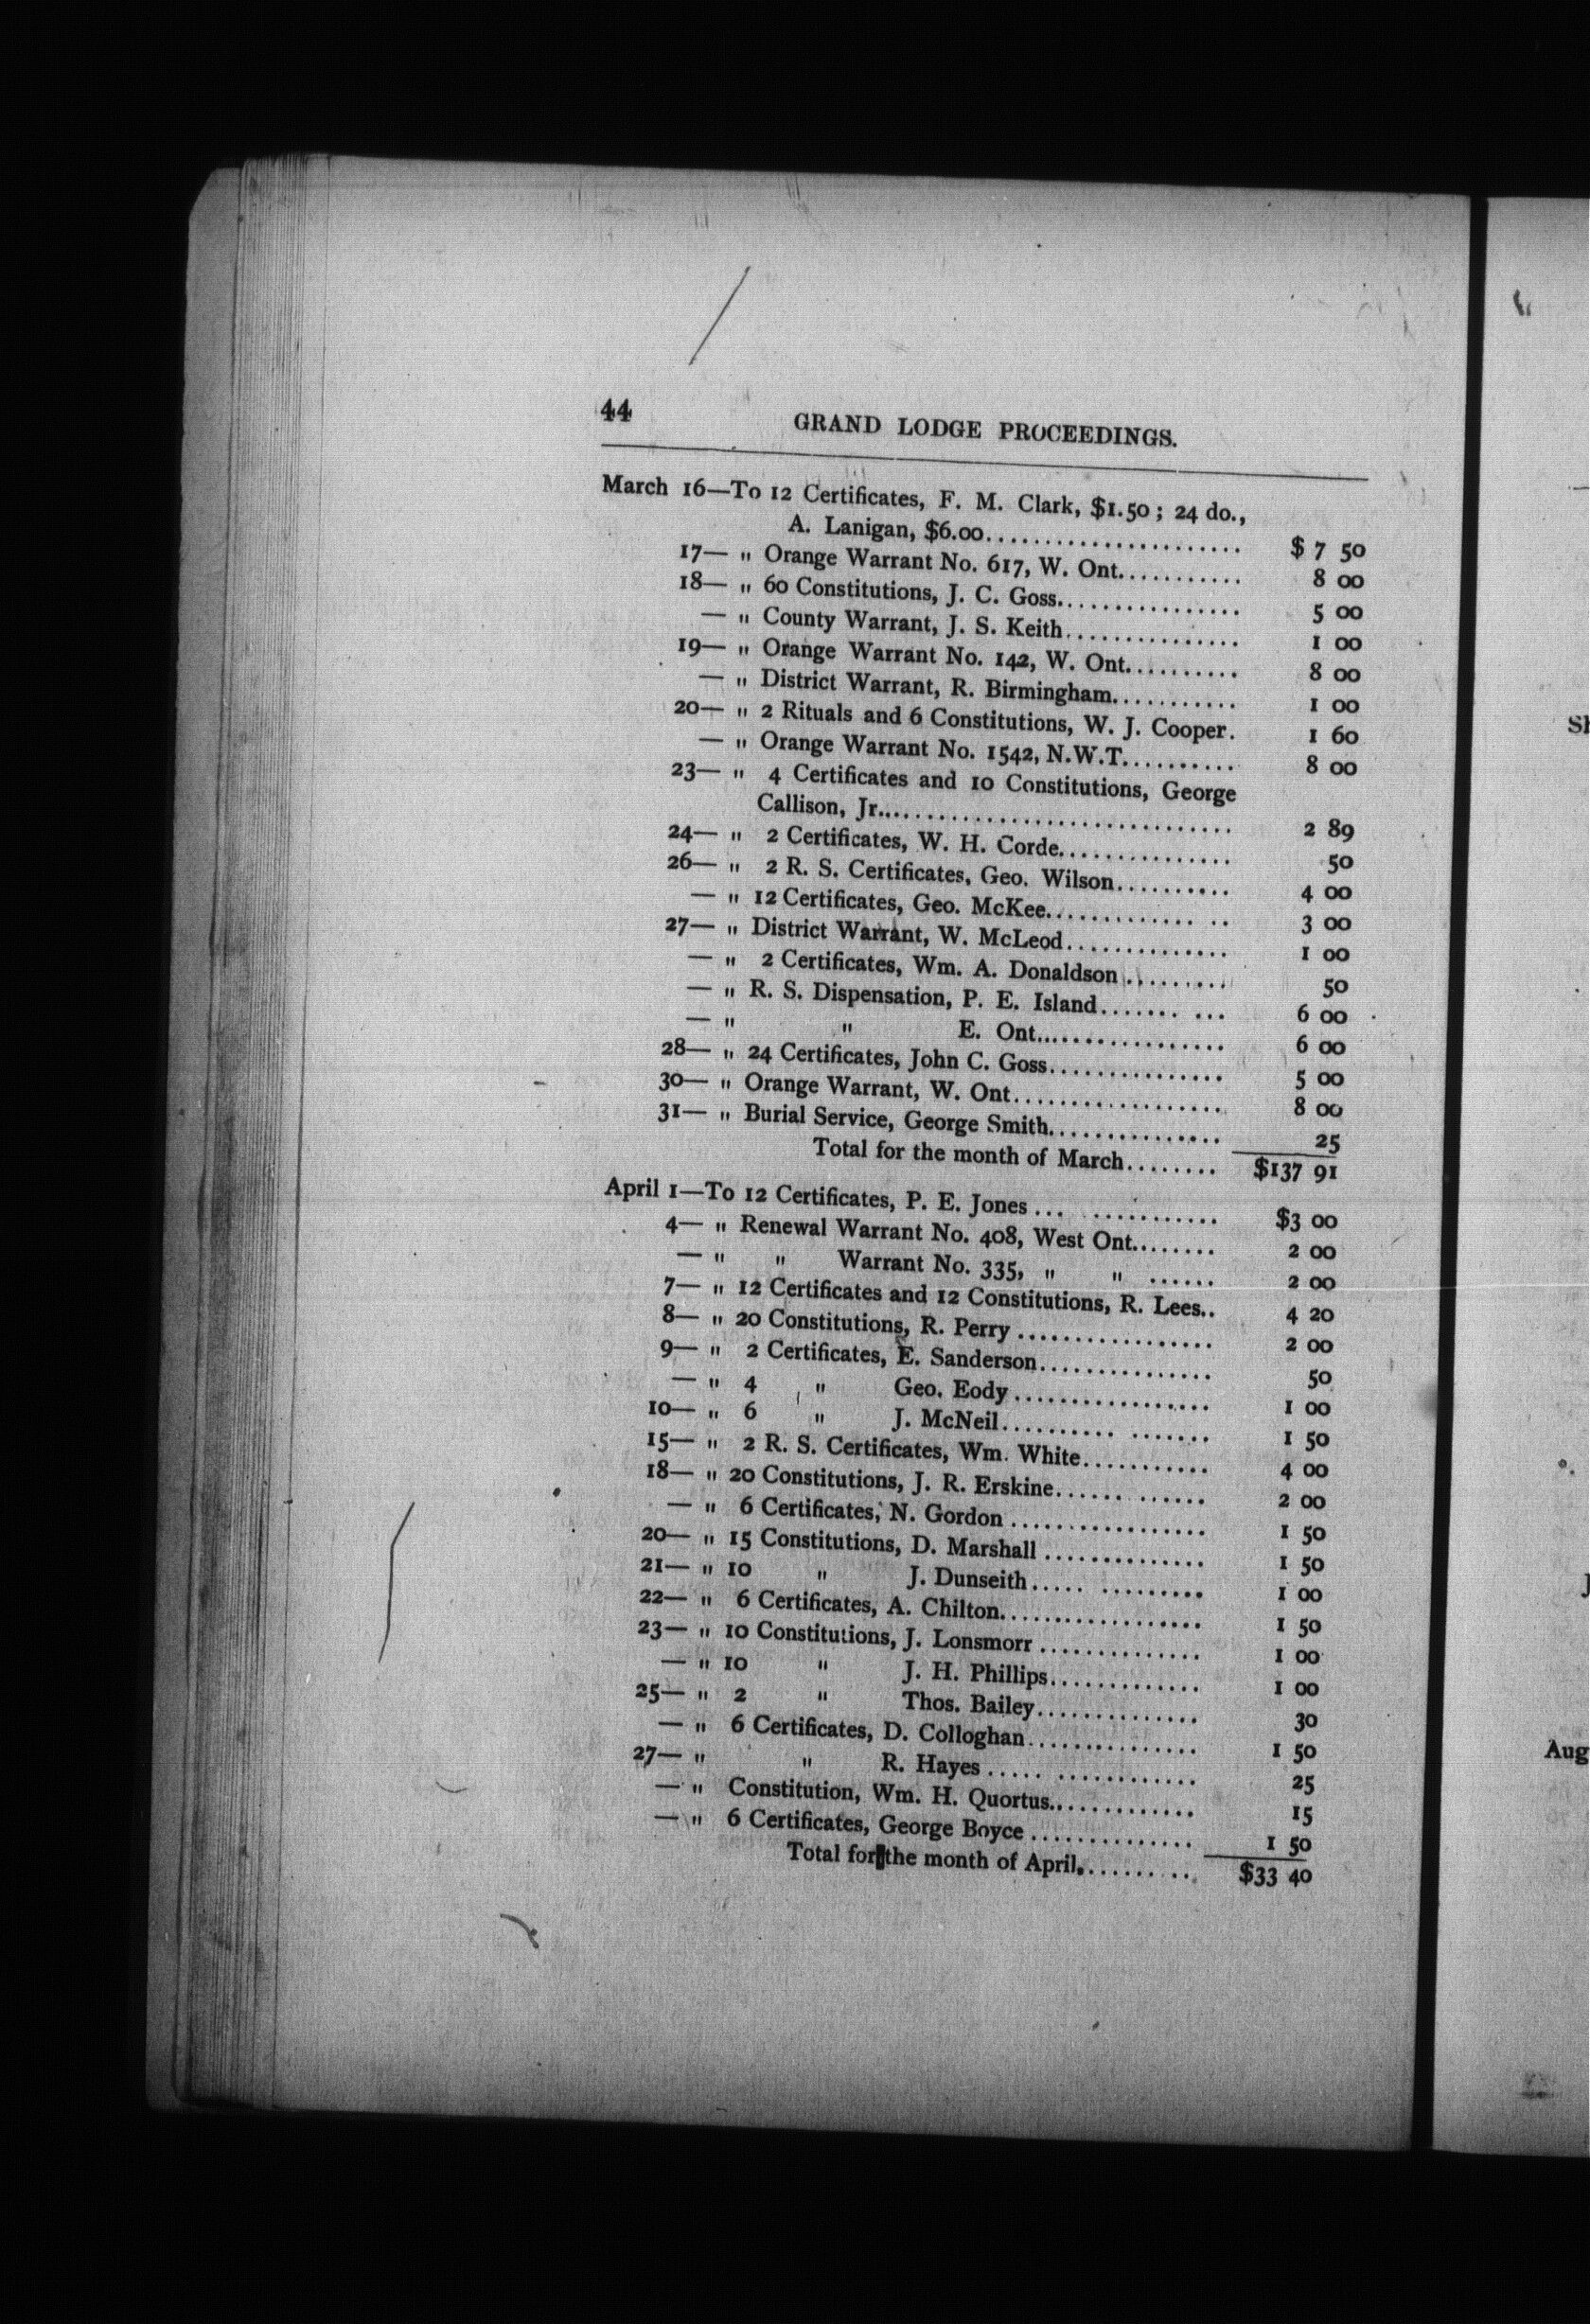 44
GRAND LODGE PROCEEDINGS.
March 16—To 12 Certificates, F. M. Clark, $1.50; 24 do.,
A. Lanigan, $6.00...................... $ 7 50
17— " Orange Warrant No. 617, W. Ont........... 8 00
18— " 60 Constitutions, J. C. Goss................ 5 00
— " County Warrant, J. S. Keith............... 1 00
19— " Orange Warrant No. 142, W. Ont.......... 8 00
— " District Warrant, R. Birmingham........... 1 00
20— " 2 Rituals and 6 Constitutions, W. J. Cooper. 1 60
— " Orange Warrant No. 1542, N.W.T.......... 8 00
23— " 4 Certificates and 10 Constitutions, George
Callison, Jr................................ 2 89
24— " 2 Certificates, W. H. Corde............... 50
26— " 2 R. S. Certificates, Geo. Wilson.......... 4 00
— " 12 Certificates, Geo. McKee............. .. 3 00
27— " District Warrant, W. McLeod.............. 1 00
— " 2 Certificates, Wm. A. Donaldson ......... 50
— " R. S. Dispensation, P. E. Island....... ... 6 00
— " " E. Ont................ 6 00
28— " 24 Certificates, John C. Goss............... 5 00
30— " Orange Warrant, W. Ont.................. 8 00
31— " Burial Service, George Smith............... 25
Total for the month of March........ $137 91
April 1—To 12 Certificates, P. E. Jones ... ............ $3 00
4— " Renewal Warrant No. 408, West Ont........ 2 00
— " " Warrant No. 335, " " ...... 2 00
7— " 12 Certificates and 12 Constitutions, R. Lees.. 4 20
8— " 20 Constitutions, R. Perry ................. 2 00
9— " 2 Certificates, E. Sanderson............... 50
— " 4 " Geo. Eody ................. 1 00
10— " 6 " J. McNeil.......... ....... 1 50
15— " 2 R. S. Certificates, Wm. White........... 4 00
18— " 20 Constitutions, J. R. Erskine...... ...... 2 00
— " 6 Certificates, N. Gordon ................. 1 50
20— " 15 Constitutions, D. Marshall .............. 1 50
21— " 10 " J. Dunseith..... ......... 1 00
22— " 6 Certificates, A. Chilton.................. 1 50
23— " 10 Constitutions, J. Lonsmorr .............. 1 00
— " 10 " J. H. Phillips............. 1 00
25— " 2 " Thos. Bailey.............. 30
— " 6 Certificates, D. Colloghan............... 1 50
27— " " R. Hayes ..... ............ 25
— " Constitution, Wm. H. Quortus............. 15
— " 6 Certificates, George Boyce .............. 1 50
Total for the month of April.......... $33 40
Aug